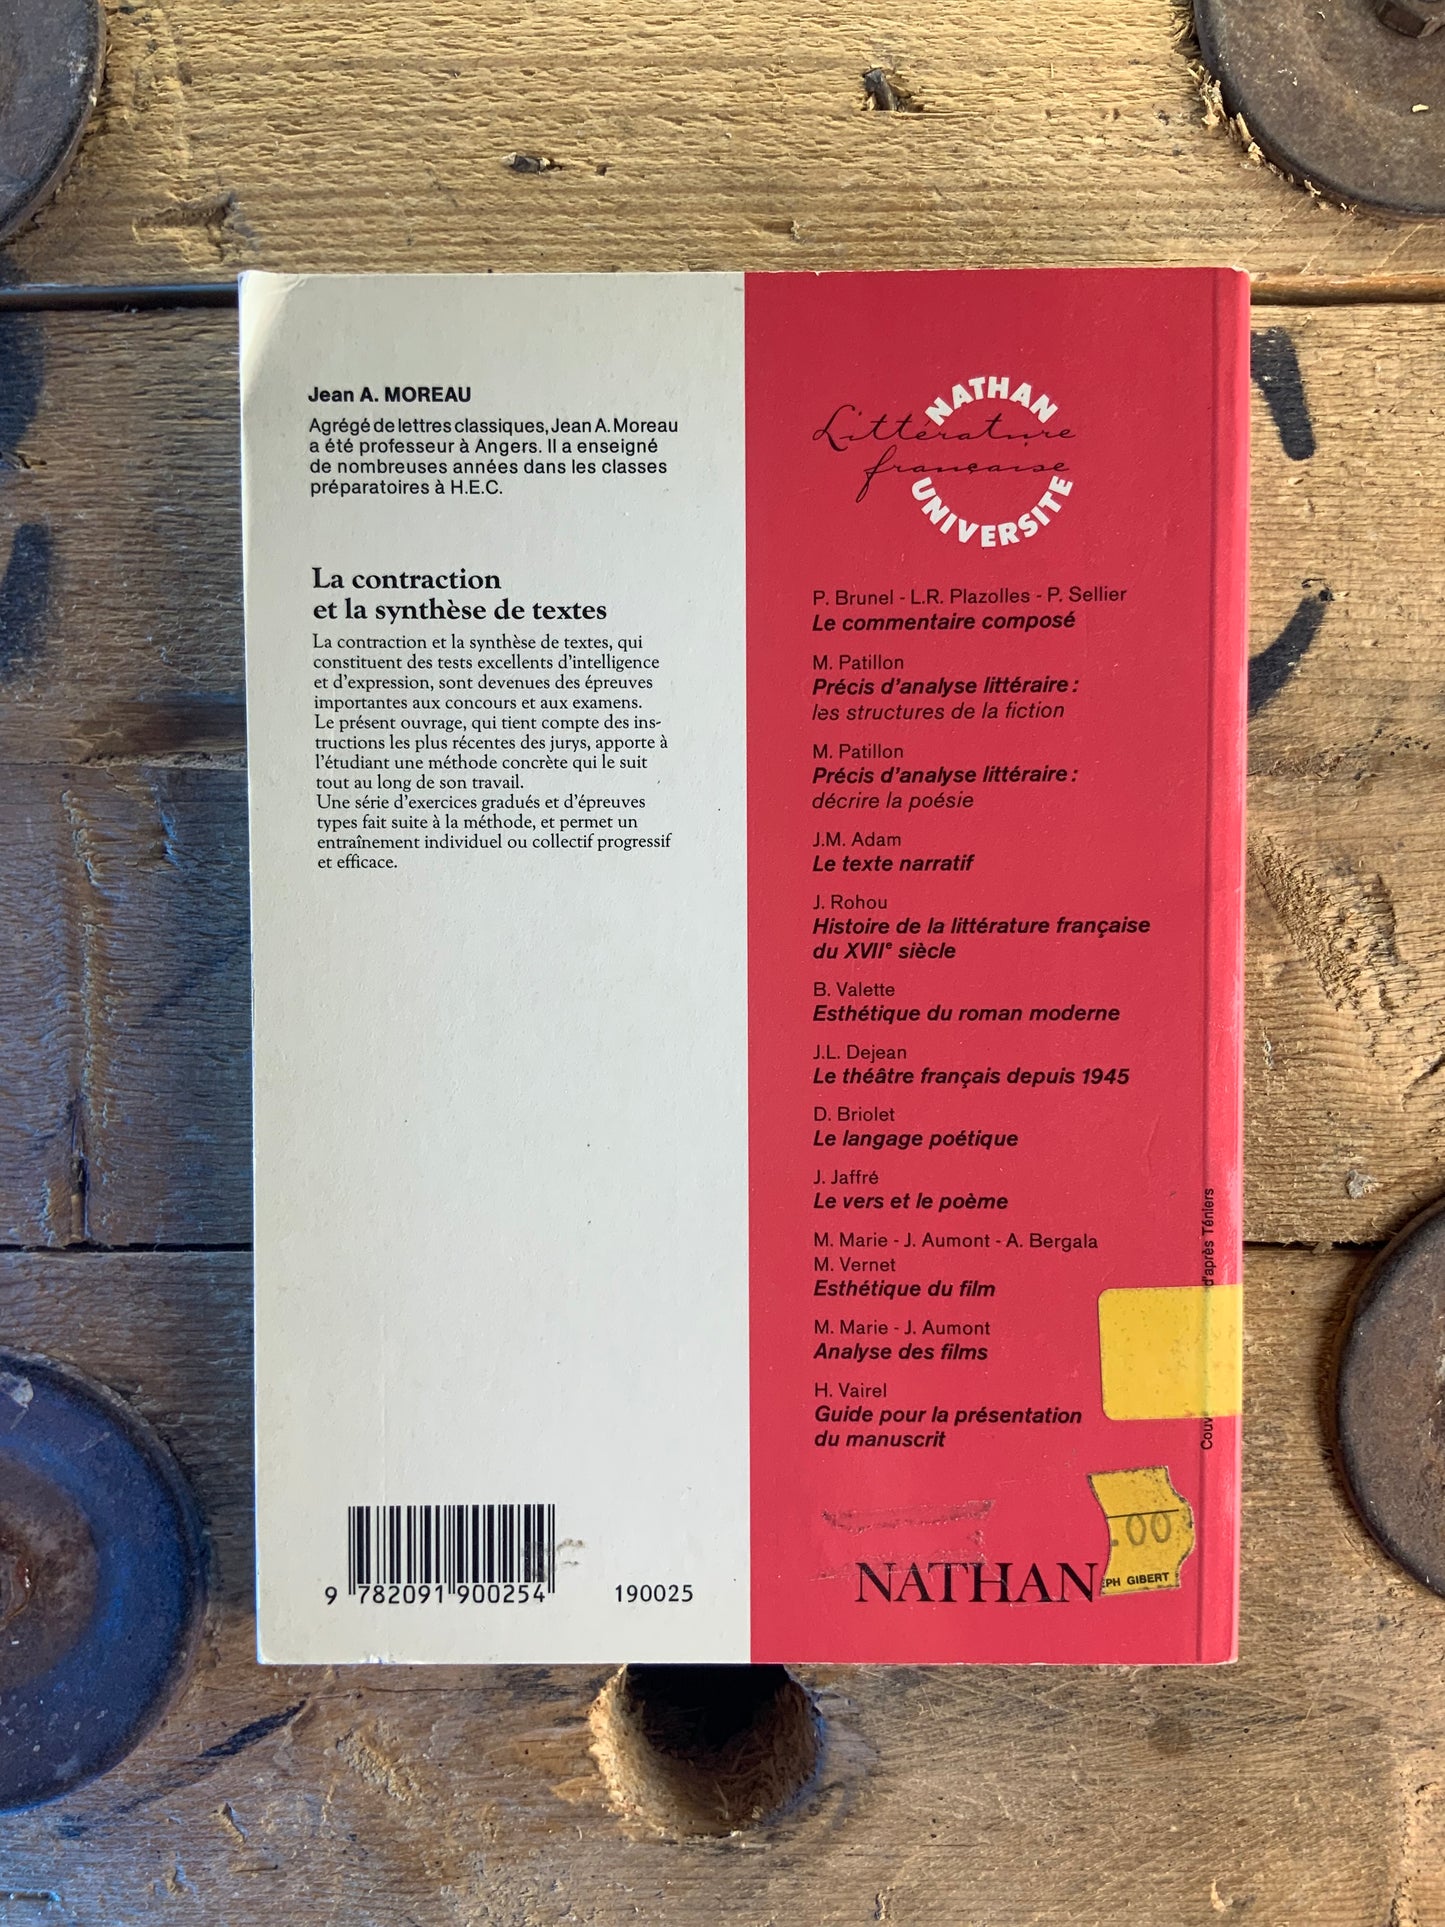 Jean A. MOREAU
Agrégé de lettres classiques, Jean A. Moreau
a été professeur à Angers. Il a enseigné
de nombreuses années dans les classes
préparatoires à H.E.C.
La contraction
et la synthèse de textes
La contraction et la synthèse de textes, qui
constituent des tests excellents d'intelligence
et d'expression, sont devenues des épreuves
importantes aux concours et aux examens.
Le présent ouvrage, qui tient compte des ins-
tructions les plus récentes des jurys, apporte à
l'étudiant une méthode concrète qui le suit
tout au long de son travail.
Une série d'exercices gradués et d'épreuves
types fait suite à la méthode, et permet un
entraînement individuel ou collectif progressif
et efficace.
9 782091 900254
190025
NATHAN
Littérature
française
UNIVERSITE
P. Brunel - L.R. Plazolles - P. Sellier
Le commentaire composé
M. Patillon
Précis d'analyse littéraire :
les structures de la fiction
M. Patillon
Précis d'analyse littéraire :
décrire la poésie
J.M. Adam
Le texte narratif
J. Rohou
Histoire de la littérature française
du XVIIe siècle
B. Valette
Esthétique du roman moderne
J.L. Dejean
Le théâtre français depuis 1945
D. Briolet
Le langage poétique
J. Jaffré
Le vers et le poème
M. Marie - J. Aumont - A. Bergala
M. Vernet
Esthétique du film
M. Marie - J. Aumont
Analyse des films
H. Vairel
Guide pour la présentation
du manuscrit
NATHAN
.00
EPH GIBERT
Couv
d'après Téniers